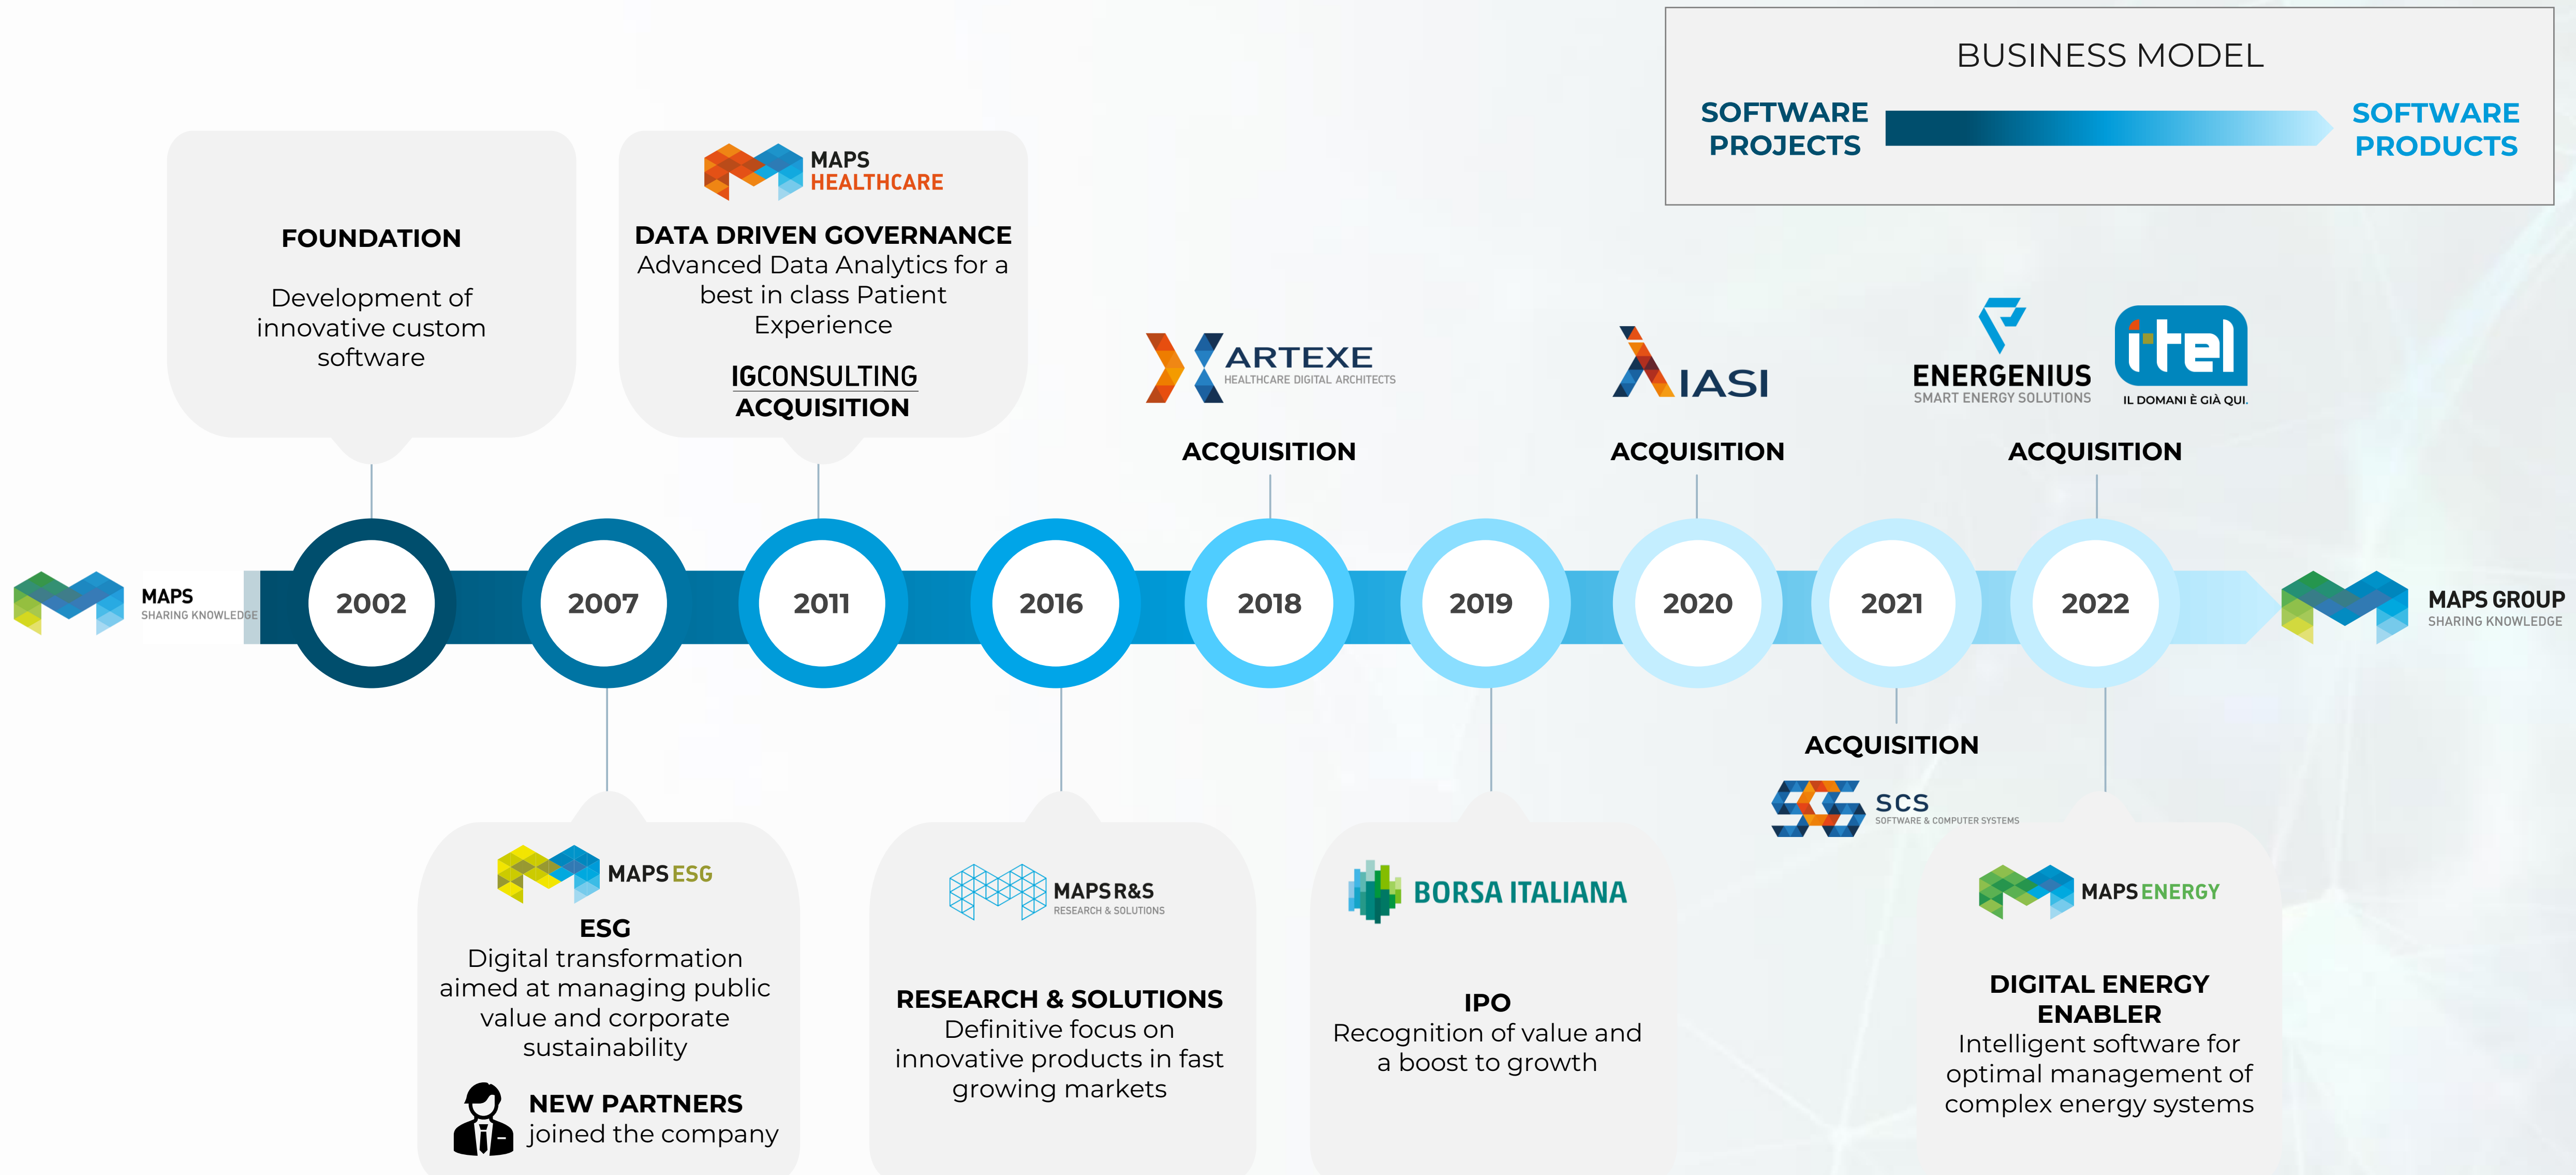 BUSINESS MODEL
SOFTWARE
PROJECTS
SOFTWARE
PRODUCTS
FOUNDATION
Development of
innovative custom
software
MAPS
HEALTHCARE
DATA DRIVEN GOVERNANCE
Advanced Data Analytics for a
best in class Patient
Experience
IGCONSULTING
ACQUISITION
ARTEXE
HEALTHCARE DIGITAL ARCHITECTS
ACQUISITION
IASI
ACQUISITION
ENERGENIUS
SMART ENERGY SOLUTIONS
i-tel
IL DOMANI È GIÀ QUI.
ACQUISITION
MAPS
SHARING KNOWLEDGE
2002
2007
2011
2016
2018
2019
2020
2021
2022
MAPS GROUP
SHARING KNOWLEDGE
MAPS ESG
ESG
Digital transformation
aimed at managing public
value and corporate
sustainability
NEW PARTNERS
joined the company
MAPS R&S
RESEARCH & SOLUTIONS
RESEARCH & SOLUTIONS
Definitive focus on
innovative products in fast
growing markets
BORSA ITALIANA
IPO
Recognition of value and
a boost to growth
ACQUISITION
SCS
SCS
SOFTWARE & COMPUTER SYSTEMS
MAPS ENERGY
DIGITAL ENERGY
ENABLER
Intelligent software for
optimal management of
complex energy systems